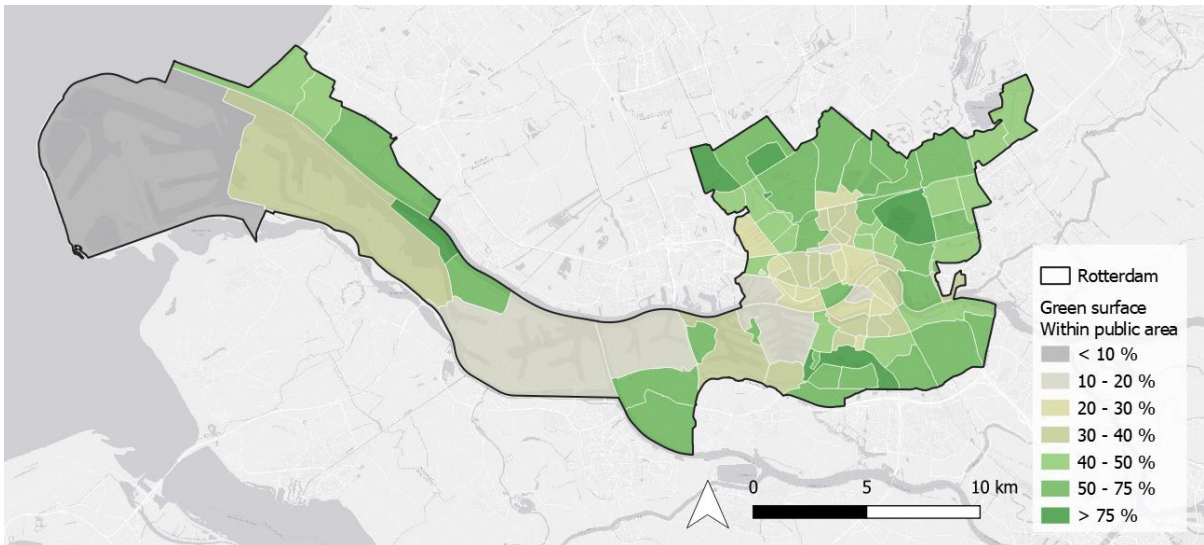 Rotterdam
Green surface
Within public area
< 10 %
10 - 20 %
20 - 30 %
30 - 40 %
40 - 50 %
50 - 75 %
> 75 %
0 5 10 km